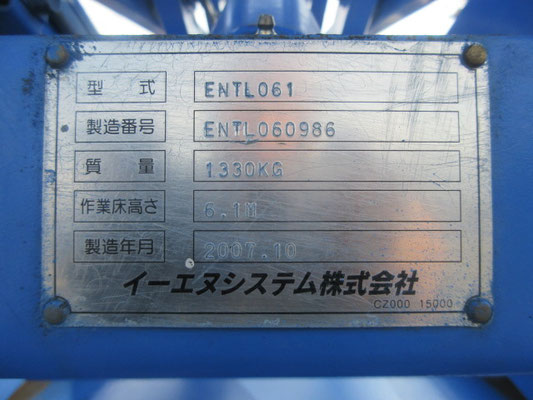 型式 ENTL061
製造番号 ENTL060986
質量 1330KG
作業床高さ 6.1M
製造年月 2007.10
イーエヌシステム株式会社
CZ000 15000